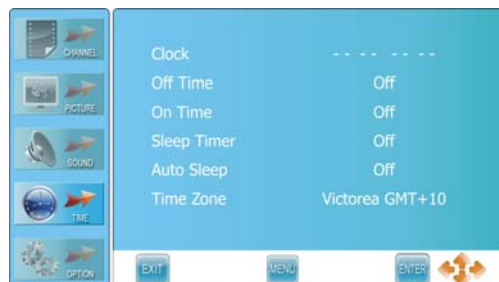 CHANNEL
PICTURE
SOUND
TIME
OPTION
Clock -- -- -- --
Off Time Off
On Time Off
Sleep Timer Off
Auto Sleep Off
Time Zone Victorea GMT+10
EXIT MENU ENTER